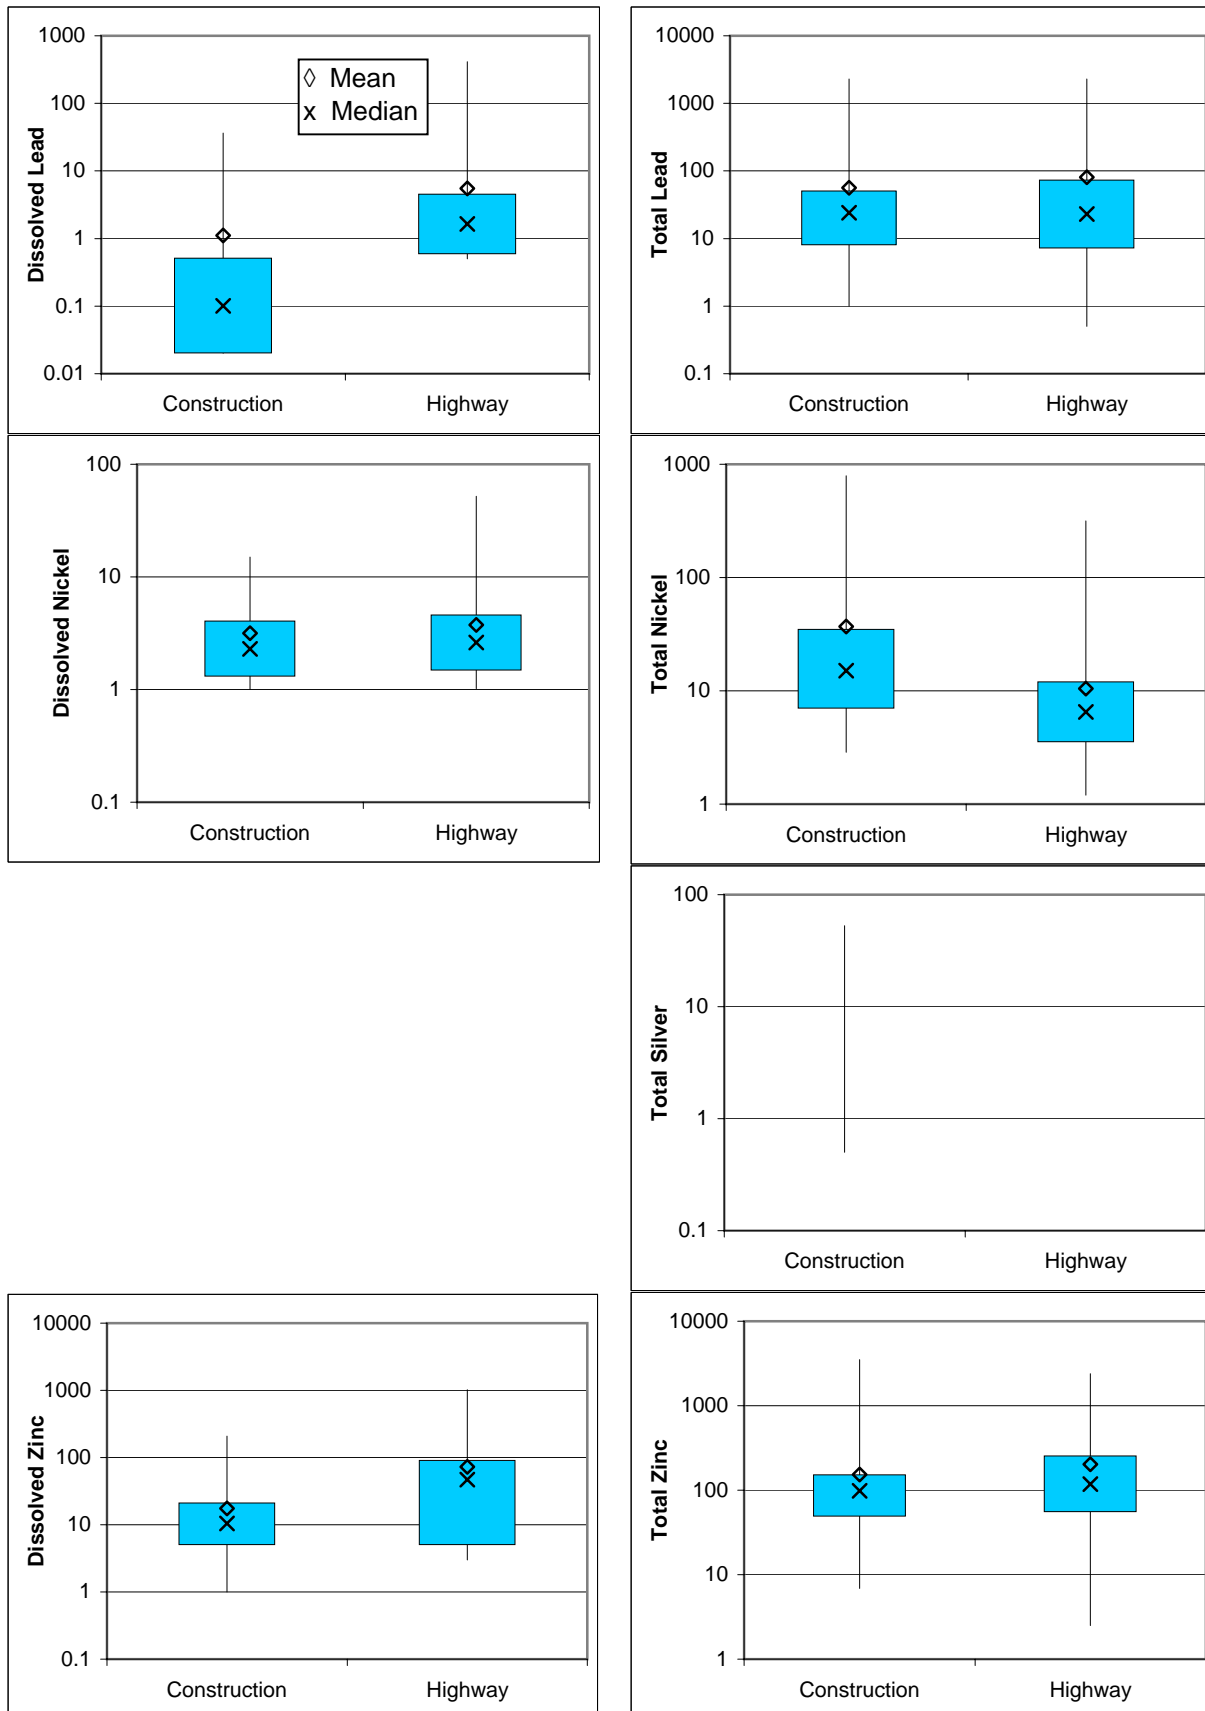 1000
100
10
1
0.1
0.01
Dissolved Lead
◊ Mean
x Median
Construction Highway
10000
1000
100
10
1
0.1
Total Lead
Construction Highway
100
10
1
0.1
Dissolved Nickel
Construction Highway
1000
100
10
1
Total Nickel
Construction Highway
100
10
1
0.1
Total Silver
Construction Highway
10000
1000
100
10
1
0.1
Dissolved Zinc
Construction Highway
10000
1000
100
10
1
Total Zinc
Construction Highway